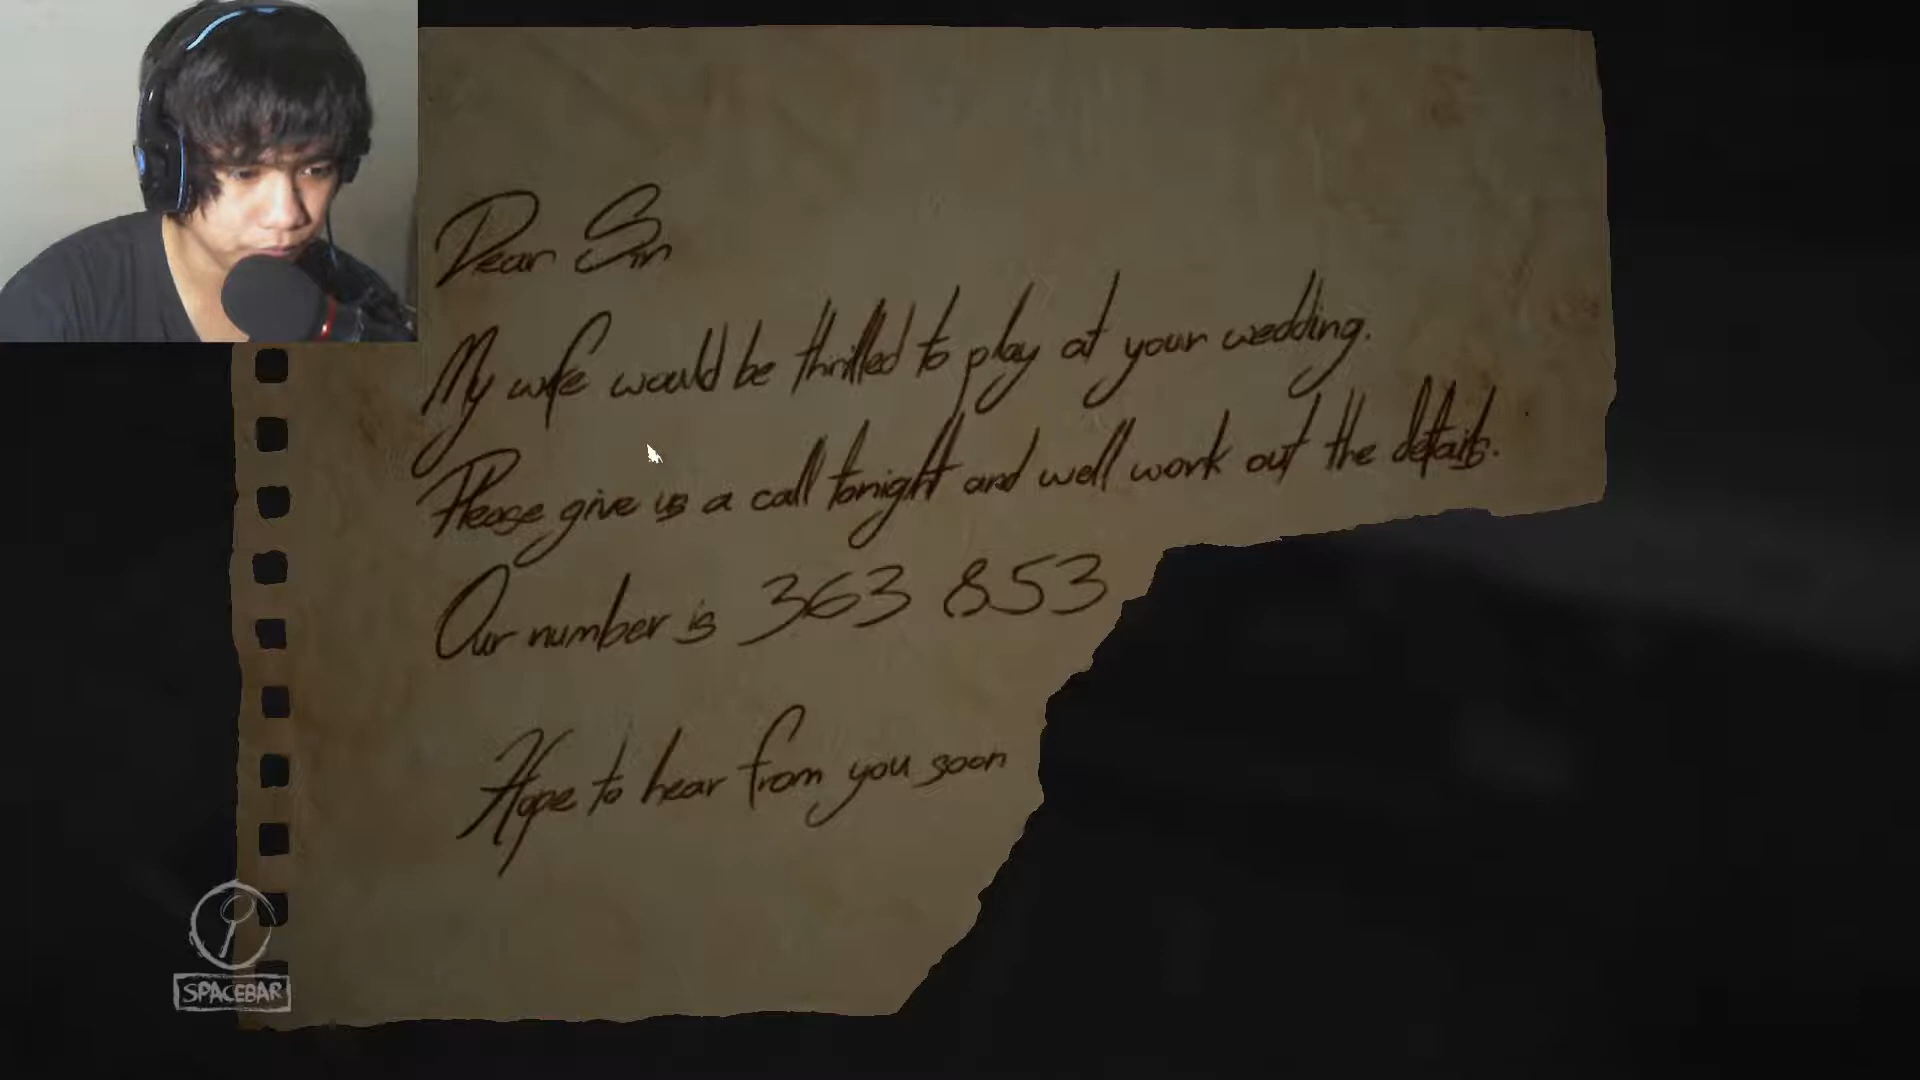 Dear Sir
My wife would be thrilled to play at your wedding.
Please give us a call tonight and well work out the details.
Our number is 363 853
Hope to hear from you soon
SPACEBAR